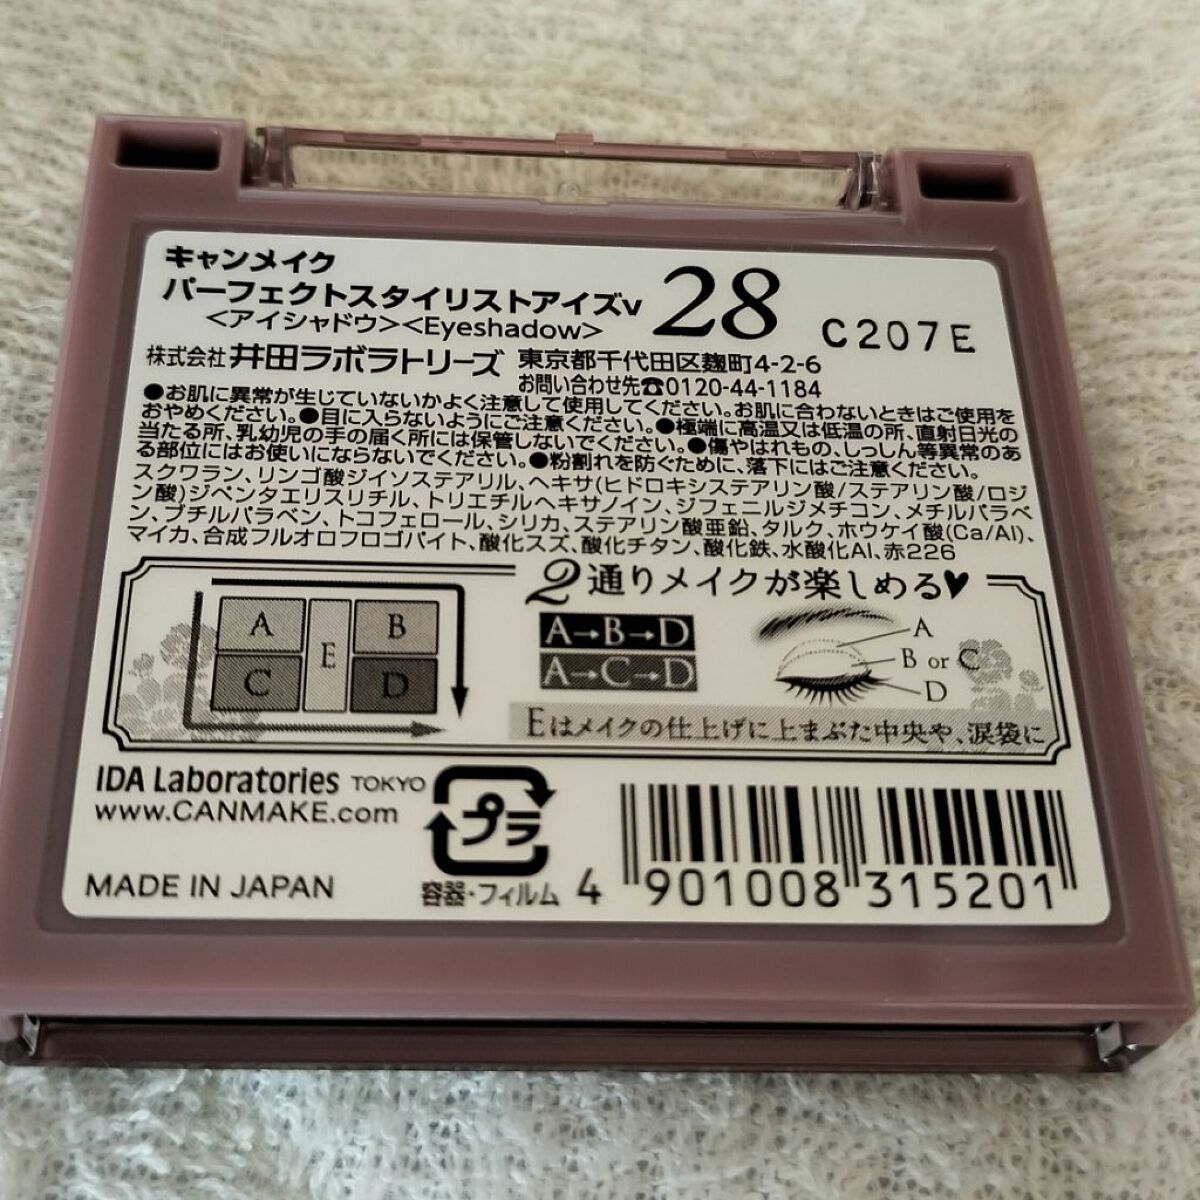 キャンメイク
パーフェクトスタイリストアイズv
<アイシャドウ><Eyeshadow>
28
C207E
株式会社 井田ラボラトリーズ 東京都千代田区麹町4-2-6
お問い合わせ先☎0120-44-1184
●お肌に異常が生じていないかよく注意して使用してください。お肌に合わないときはご使用を
おやめください。●目に入らないようにご注意ください。●極端に高温又は低温の所、直射日光の
当たる所、乳幼児の手の届く所には保管しないでください。●傷やはれもの、しっしん等異常のあ
る部位にはお使いにならないでください。●粉割れを防ぐために、落下にはご注意ください。
スクワラン、リンゴ酸ジイソステアリル、ヘキサ(ヒドロキシステアリン酸/ステアリン酸/ロジ
ン酸)ジペンタエリスリチル、トリエチルヘキサノイン、ジフェニルジメチコン、メチルパラベ
ン、ブチルパラベン、トコフェロール、シリカ、ステアリン酸亜鉛、タルク、ホウケイ酸(Ca/Al)、
マイカ、合成フルオロフロゴパイト、酸化スズ、酸化チタン、酸化鉄、水酸化Al、赤226
2通りメイクが楽しめる♥
A B
E
C D
A→B→D
A→C→D
A
B or C
D
Eはメイクの仕上げに上まぶた中央や、涙袋に
IDA Laboratories TOKYO
www.CANMAKE.com
MADE IN JAPAN
プラ
容器・フィルム
4 901008 315201